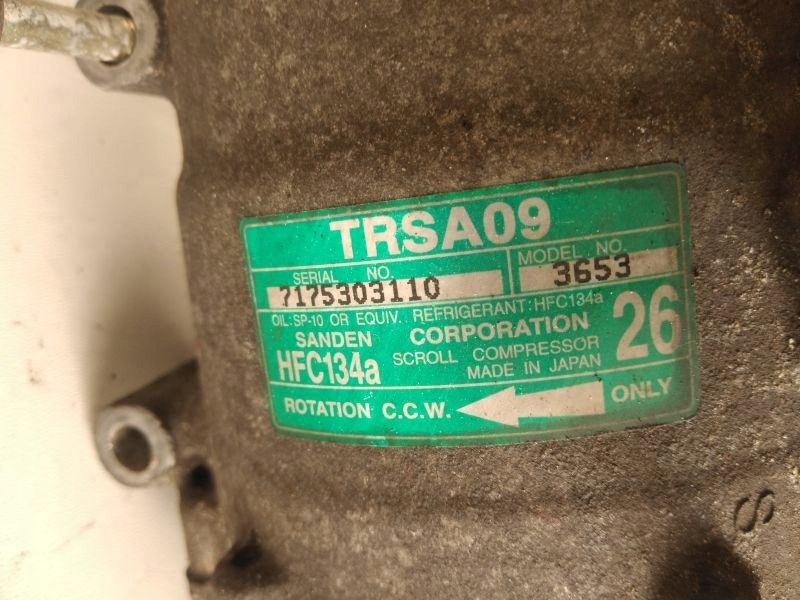 TRSA09
SERIAL NO. MODEL NO.
7175303110 3653
OIL:SP-10 OR EQUIV. REFRIGERANT:HFC134a
SANDEN CORPORATION 26
HFC134a SCROLL COMPRESSOR
MADE IN JAPAN
ROTATION C.C.W. ONLY
S